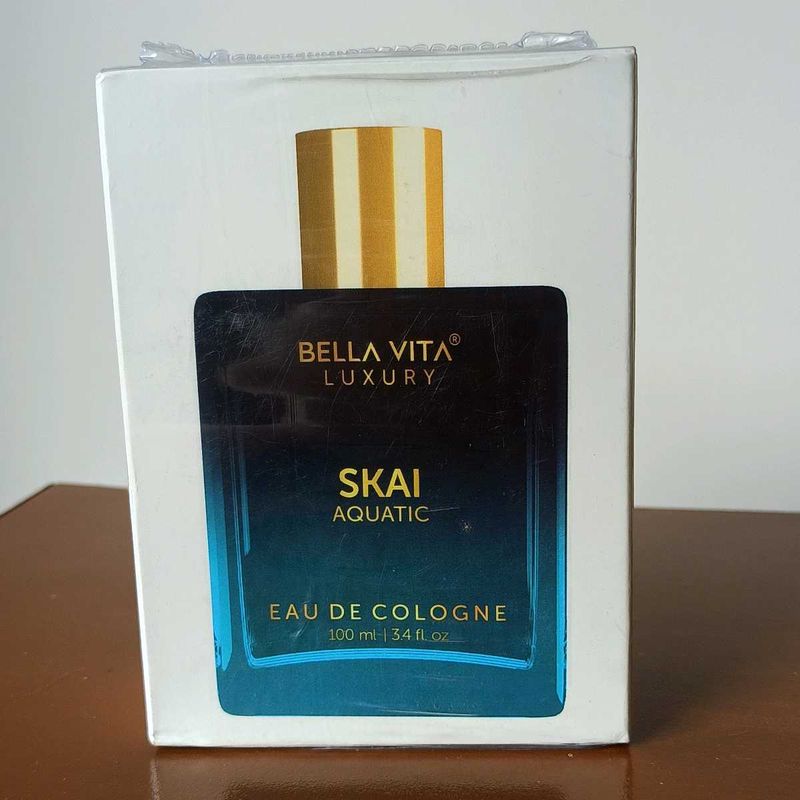 BELLA VITA®
LUXURY
SKAI
AQUATIC
EAU DE COLOGNE
100 ml | 3.4 fl. oz